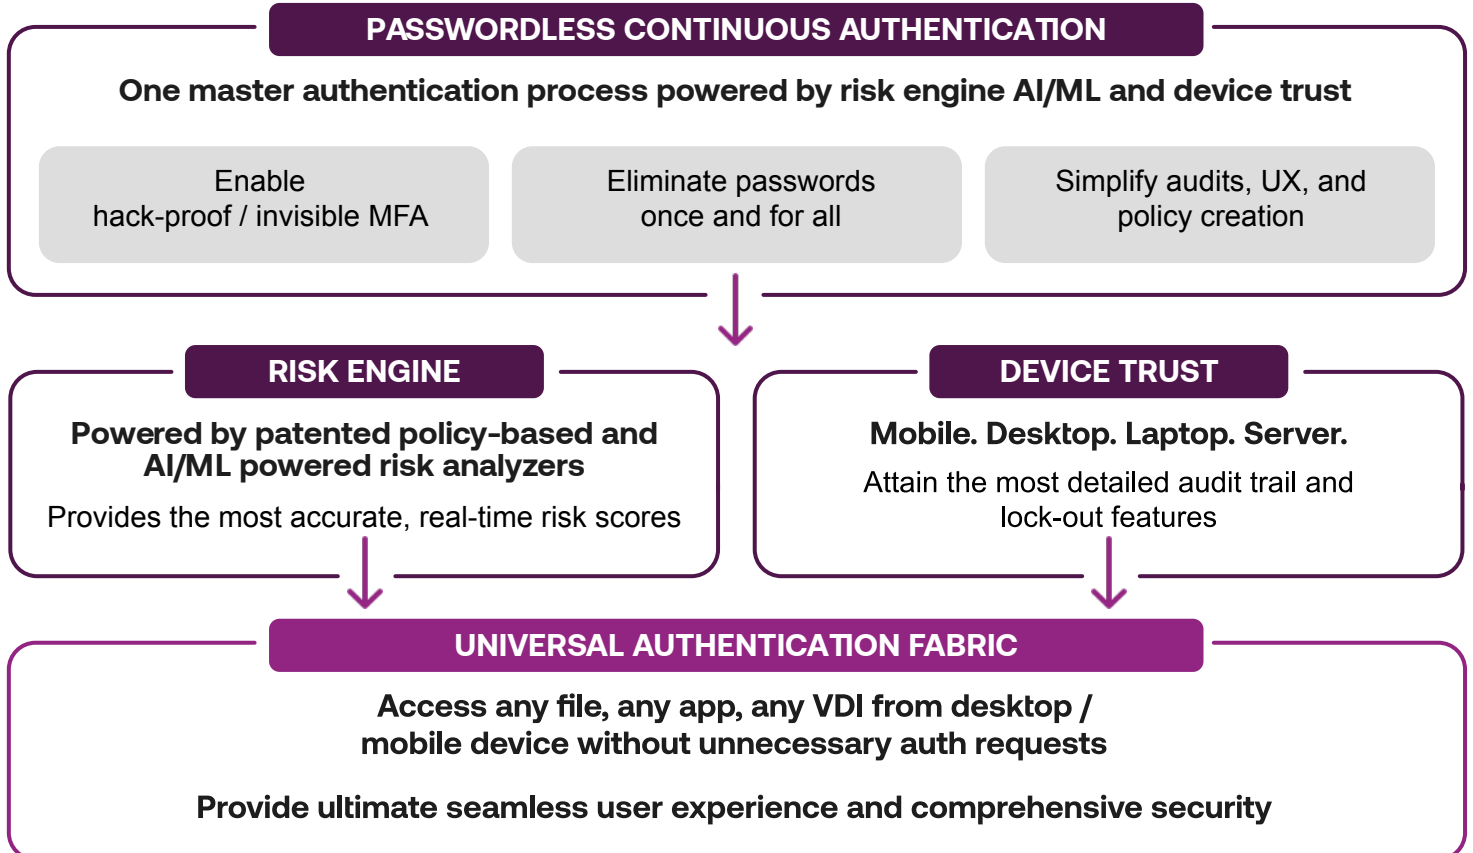 PASSWORDLESS CONTINUOUS AUTHENTICATION
One master authentication process powered by risk engine AI/ML and device trust
Enable
hack-proof / invisible MFA
Eliminate passwords
once and for all
Simplify audits, UX, and
policy creation
RISK ENGINE
Powered by patented policy-based and
AI/ML powered risk analyzers
Provides the most accurate, real-time risk scores
DEVICE TRUST
Mobile. Desktop. Laptop. Server.
Attain the most detailed audit trail and
lock-out features
UNIVERSAL AUTHENTICATION FABRIC
Access any file, any app, any VDI from desktop /
mobile device without unnecessary auth requests
Provide ultimate seamless user experience and comprehensive security